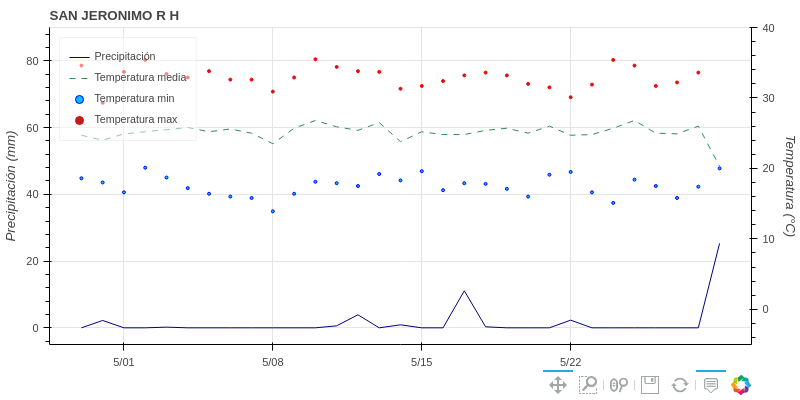 SAN JERONIMO R H
Precipitación
Temperatura media
Temperatura min
Temperatura max
Precipitación (mm)
80
60
40
20
0
Temperatura (°C)
40
30
20
10
0
5/01
5/08
5/15
5/22